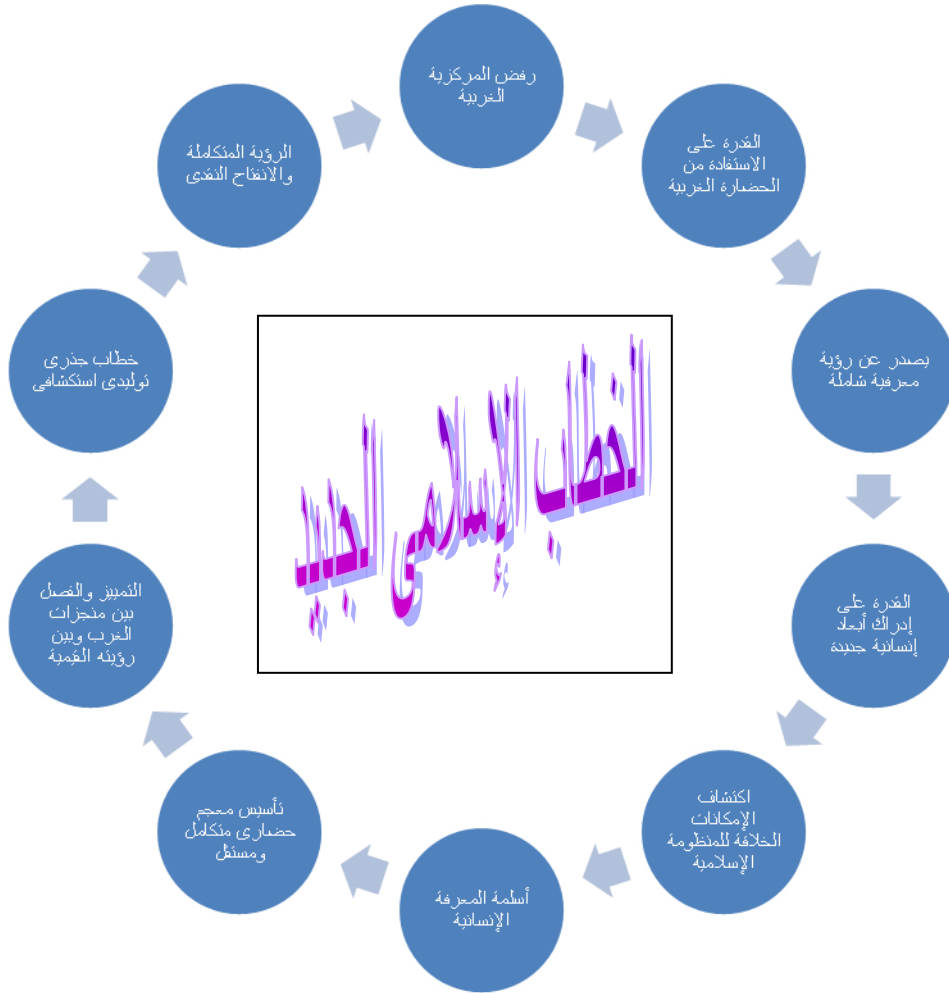 رفض المركزية
الغربية
القدرة على
الاستفادة من
الحضارة الغربية
يصدر عن رؤية
معرفية شاملة
القدرة على
إدراك أبعاد
إنسانية جديدة
اكتشاف
الإمكانات
الخلاقة للمنظومة
الإسلامية
أسلمة المعرفة
الإنسانية
تأسيس معجم
حضارى متكامل
ومستقل
التمييز والفصل
بين منجزات
الغرب وبين
رؤيته القيمية
خطاب جذرى
توليدى استكشافى
الرؤية المتكاملة
والانفتاح النقدى
الخطاب الإسلامى الجديد